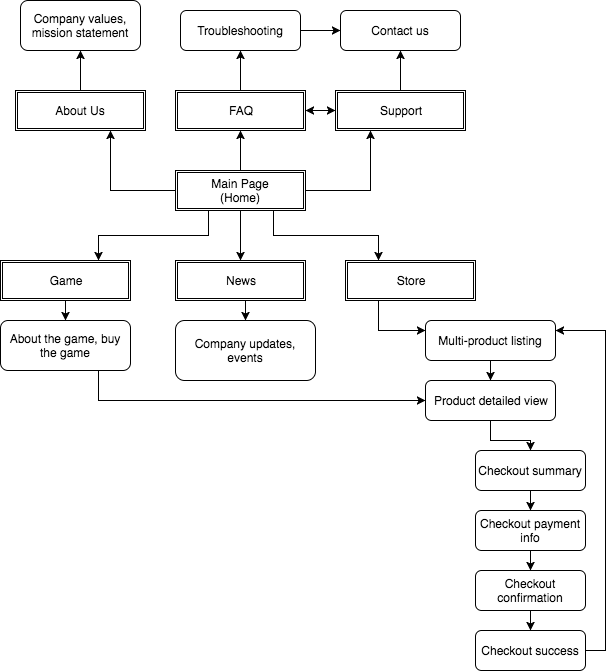 Company values,
mission statement
Troubleshooting
Contact us
About Us
FAQ
Support
Main Page
(Home)
Game
News
Store
About the game, buy
the game
Company updates,
events
Multi-product listing
Product detailed view
Checkout summary
Checkout payment
info
Checkout
confirmation
Checkout success